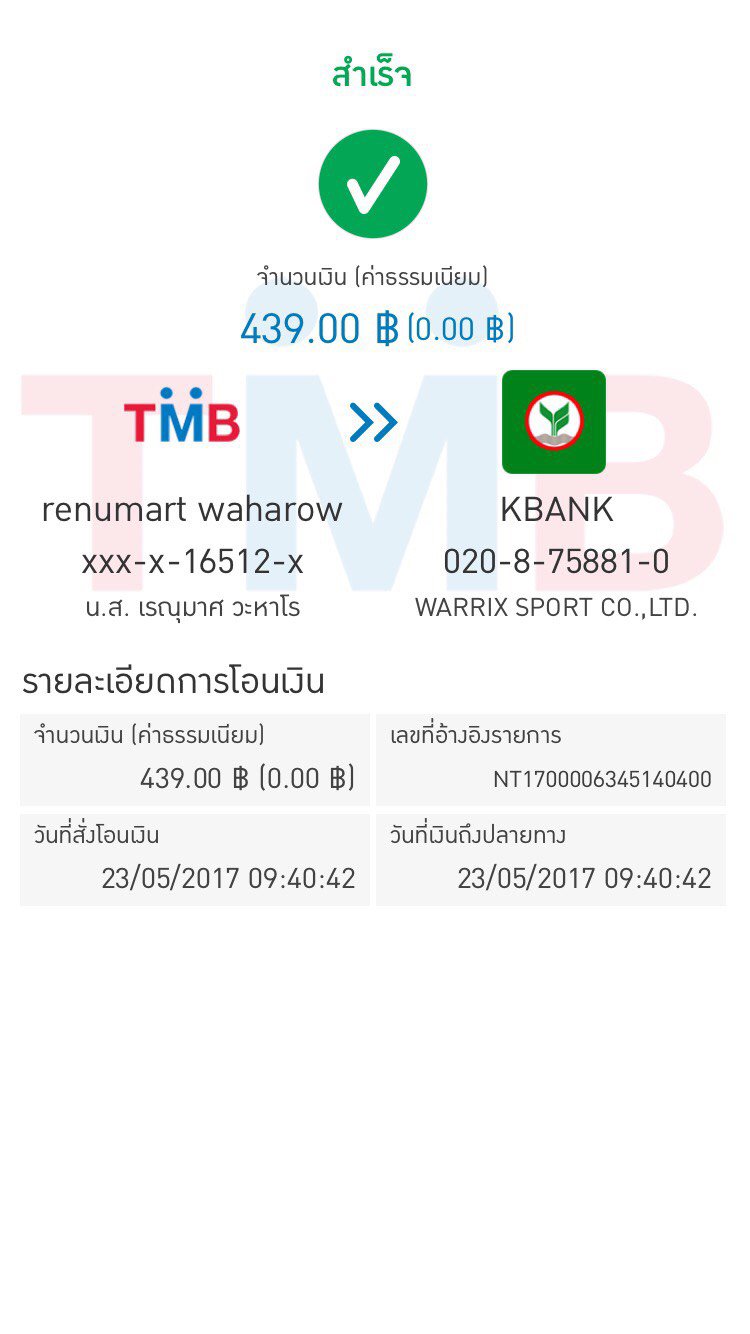 สำเร็จ
จำนวนเงิน (ค่าธรรมเนียม)
439.00 ฿ (0.00 ฿)
TMB
renumart waharow
xxx-x-16512-x
น.ส. เรณุมาศ วะหาโร
KBANK
020-8-75881-0
WARRIX SPORT CO.,LTD.
รายละเอียดการโอนเงิน
จำนวนเงิน (ค่าธรรมเนียม)
439.00 ฿ (0.00 ฿)
เลขที่อ้างอิงรายการ
NT1700006345140400
วันที่สั่งโอนเงิน
23/05/2017 09:40:42
วันที่เงินถึงปลายทาง
23/05/2017 09:40:42
TMB